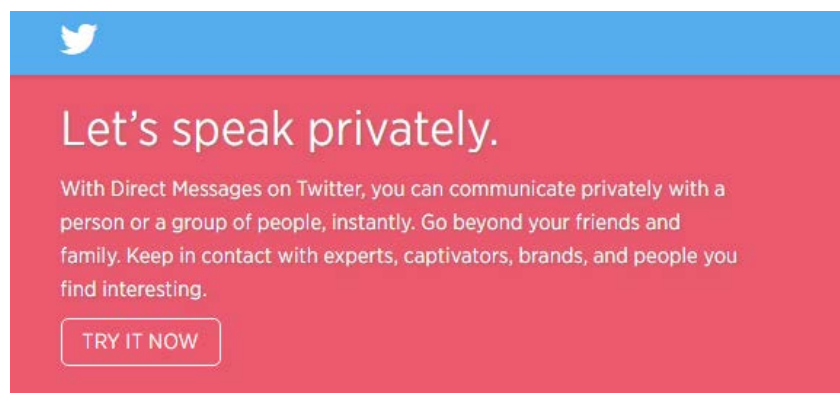 Let's speak privately.
With Direct Messages on Twitter, you can communicate privately with a
person or a group of people, instantly. Go beyond your friends and
family. Keep in contact with experts, captivators, brands, and people you
find interesting.
TRY IT NOW